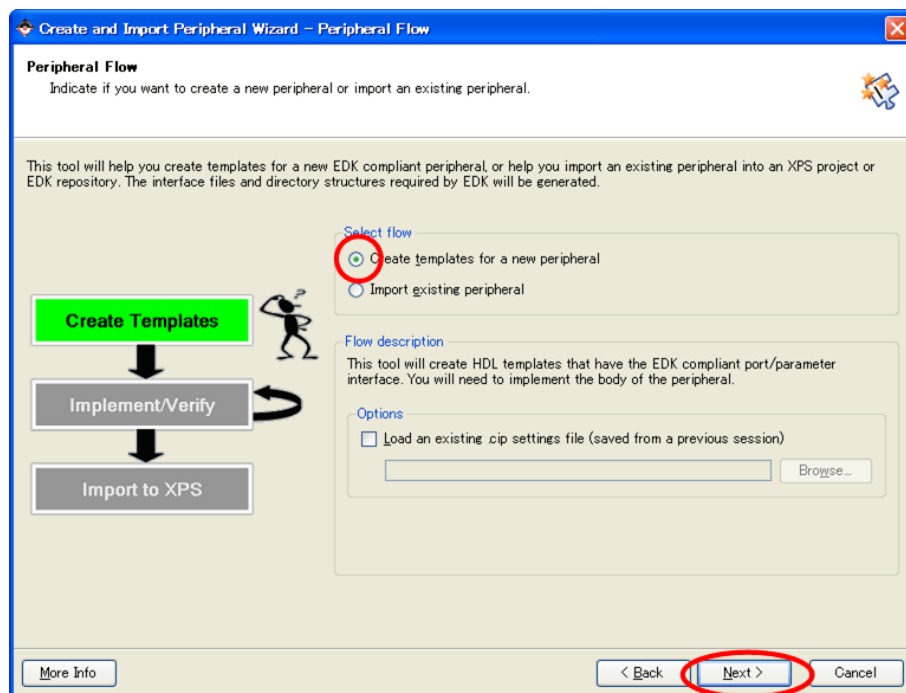 Create and Import Peripheral Wizard - Peripheral Flow
Peripheral Flow
Indicate if you want to create a new peripheral or import an existing peripheral.
This tool will help you create templates for a new EDK compliant peripheral, or help you import an existing peripheral into an XPS project or
EDK repository. The interface files and directory structures required by EDK will be generated.
Select flow
Create templates for a new peripheral
Import existing peripheral
Create Templates
Implement/Verify
Import to XPS
Flow description
This tool will create HDL templates that have the EDK compliant port/parameter
interface. You will need to implement the body of the peripheral.
Options
Load an existing .cip settings file (saved from a previous session)
Browse...
More Info
< Back
Next >
Cancel